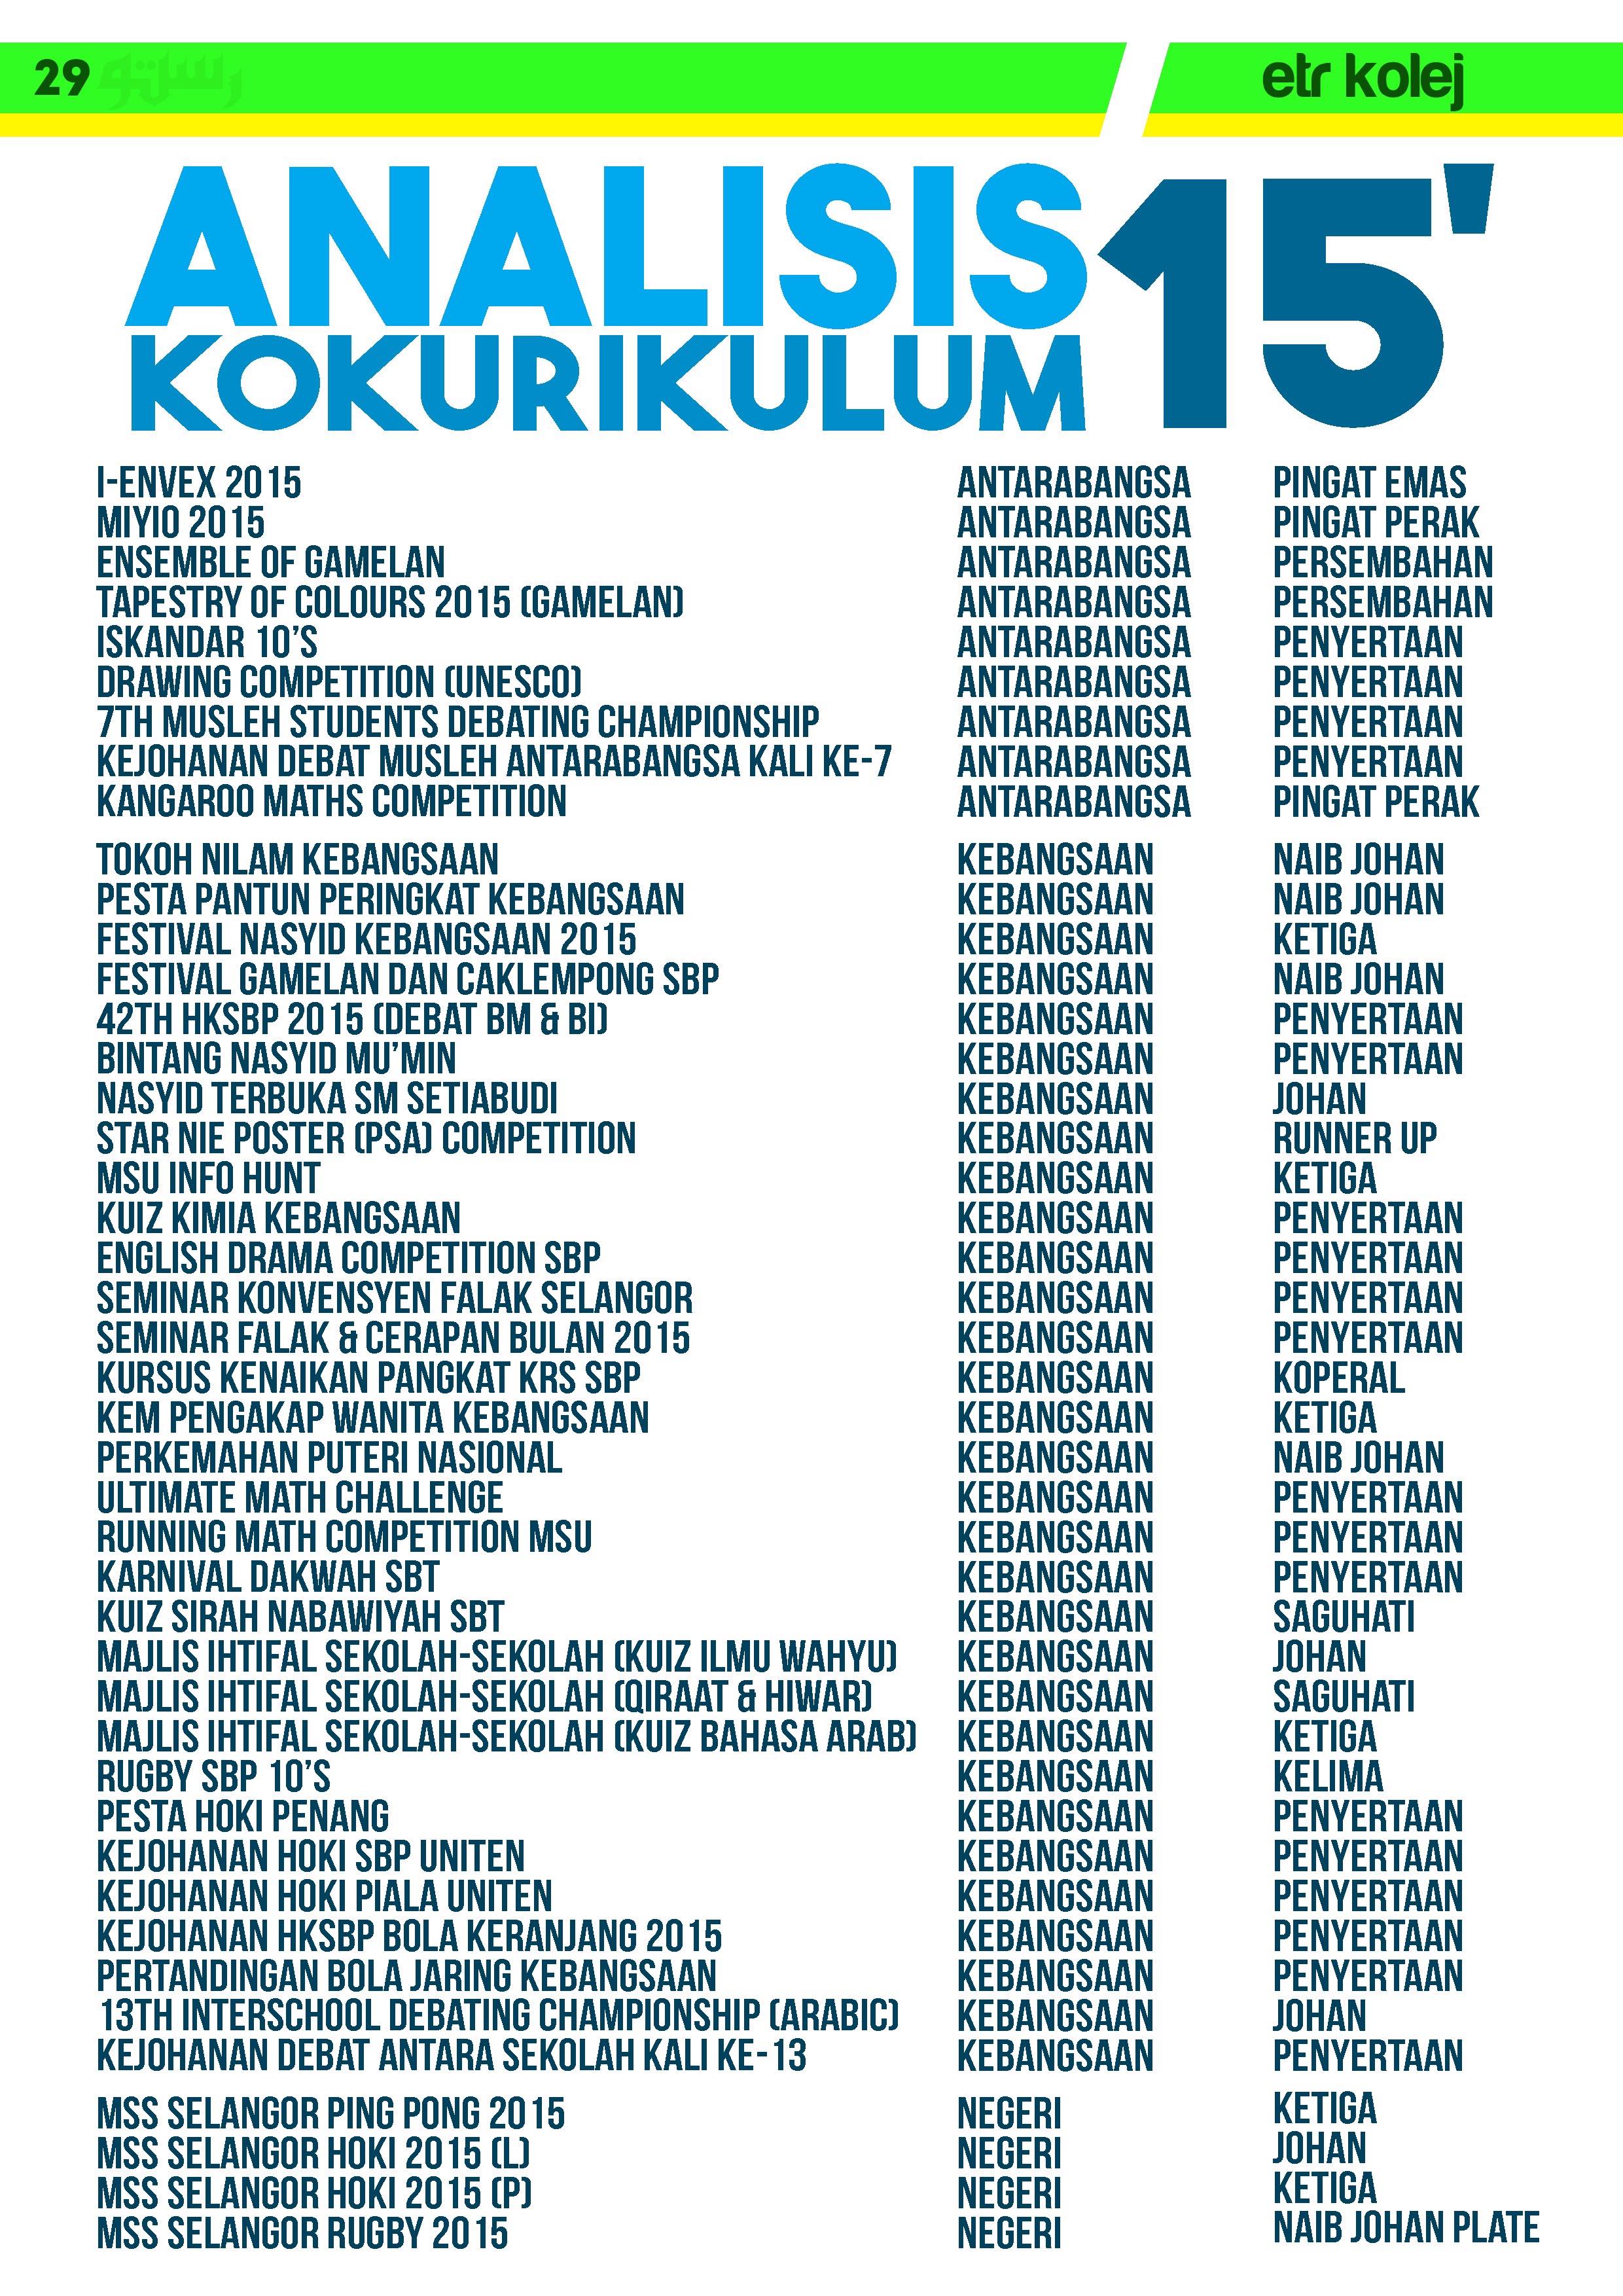 29 رستو etr kolej
ANALISIS 15'
KOKURIKULUM
I-ENVEX 2015 ANTARABANGSA PINGAT EMAS
MIYIO 2015 ANTARABANGSA PINGAT PERAK
ENSEMBLE OF GAMELAN ANTARABANGSA PERSEMBAHAN
TAPESTRY OF COLOURS 2015 (GAMELAN) ANTARABANGSA PERSEMBAHAN
ISKANDAR 10'S ANTARABANGSA PENYERTAAN
DRAWING COMPETITION (UNESCO) ANTARABANGSA PENYERTAAN
7TH MUSLEH STUDENTS DEBATING CHAMPIONSHIP ANTARABANGSA PENYERTAAN
KEJOHANAN DEBAT MUSLEH ANTARABANGSA KALI KE-7 ANTARABANGSA PENYERTAAN
KANGAROO MATHS COMPETITION ANTARABANGSA PINGAT PERAK
TOKOH NILAM KEBANGSAAN KEBANGSAAN NAIB JOHAN
PESTA PANTUN PERINGKAT KEBANGSAAN KEBANGSAAN NAIB JOHAN
FESTIVAL NASYID KEBANGSAAN 2015 KEBANGSAAN KETIGA
FESTIVAL GAMELAN DAN CAKLEMPONG SBP KEBANGSAAN NAIB JOHAN
42TH HKSBP 2015 (DEBAT BM & BI) KEBANGSAAN PENYERTAAN
BINTANG NASYID MU'MIN KEBANGSAAN PENYERTAAN
NASYID TERBUKA SM SETIABUDI KEBANGSAAN JOHAN
STAR NIE POSTER (PSA) COMPETITION KEBANGSAAN RUNNER UP
MSU INFO HUNT KEBANGSAAN KETIGA
KUIZ KIMIA KEBANGSAAN KEBANGSAAN PENYERTAAN
ENGLISH DRAMA COMPETITION SBP KEBANGSAAN PENYERTAAN
SEMINAR KONVENSYEN FALAK SELANGOR KEBANGSAAN PENYERTAAN
SEMINAR FALAK & CERAPAN BULAN 2015 KEBANGSAAN PENYERTAAN
KURSUS KENAIKAN PANGKAT KRS SBP KEBANGSAAN KOPERAL
KEM PENGAKAP WANITA KEBANGSAAN KEBANGSAAN KETIGA
PERKEMAHAN PUTERI NASIONAL KEBANGSAAN NAIB JOHAN
ULTIMATE MATH CHALLENGE KEBANGSAAN PENYERTAAN
RUNNING MATH COMPETITION MSU KEBANGSAAN PENYERTAAN
KARNIVAL DAKWAH SBT KEBANGSAAN PENYERTAAN
KUIZ SIRAH NABAWIYAH SBT KEBANGSAAN SAGUHATI
MAJLIS IHTIFAL SEKOLAH-SEKOLAH (KUIZ ILMU WAHYU) KEBANGSAAN JOHAN
MAJLIS IHTIFAL SEKOLAH-SEKOLAH (QIRAAT & HIWAR) KEBANGSAAN SAGUHATI
MAJLIS IHTIFAL SEKOLAH-SEKOLAH (KUIZ BAHASA ARAB) KEBANGSAAN KETIGA
RUGBY SBP 10'S KEBANGSAAN KELIMA
PESTA HOKI PENANG KEBANGSAAN PENYERTAAN
KEJOHANAN HOKI SBP UNITEN KEBANGSAAN PENYERTAAN
KEJOHANAN HOKI PIALA UNITEN KEBANGSAAN PENYERTAAN
KEJOHANAN HKSBP BOLA KERANJANG 2015 KEBANGSAAN PENYERTAAN
PERTANDINGAN BOLA JARING KEBANGSAAN KEBANGSAAN PENYERTAAN
13TH INTERSCHOOL DEBATING CHAMPIONSHIP (ARABIC) KEBANGSAAN JOHAN
KEJOHANAN DEBAT ANTARA SEKOLAH KALI KE-13 KEBANGSAAN PENYERTAAN
MSS SELANGOR PING PONG 2015 NEGERI KETIGA
MSS SELANGOR HOKI 2015 (L) NEGERI JOHAN
MSS SELANGOR HOKI 2015 (P) NEGERI KETIGA
MSS SELANGOR RUGBY 2015 NEGERI NAIB JOHAN PLATE